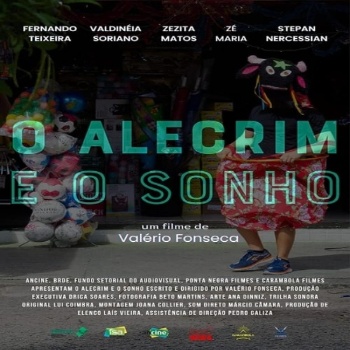 FERNANDO TEIXEIRA
VALDINÉIA SORIANO
ZEZITA MATOS
ZÉ MARIA
STEPAN NERCESSIAN
O ALECRIM
E O SONHO
um filme de
Valério Fonseca
ANCINE, BRDE, FUNDO SETORIAL DO AUDIOVISUAL, PONTA NEGRA FILMES E CARAMBOLA FILMES
APRESENTAM O ALECRIM E O SONHO ESCRITO E DIRIGIDO POR VALÉRIO FONSECA, PRODUÇÃO
EXECUTIVA DRICA SOARES, FOTOGRAFIA BETO MARTINS, ARTE ANA DINNIZ, TRILHA SONORA
ORIGINAL LUI COIMBRA, MONTAGEM JOANA COLLIER, SOM DIRETO MARCO CÂMARA, PRODUÇÃO DE
ELENCO LAÍS VIEIRA, ASSISTÊNCIA DE DIREÇÃO PEDRO GALIZA